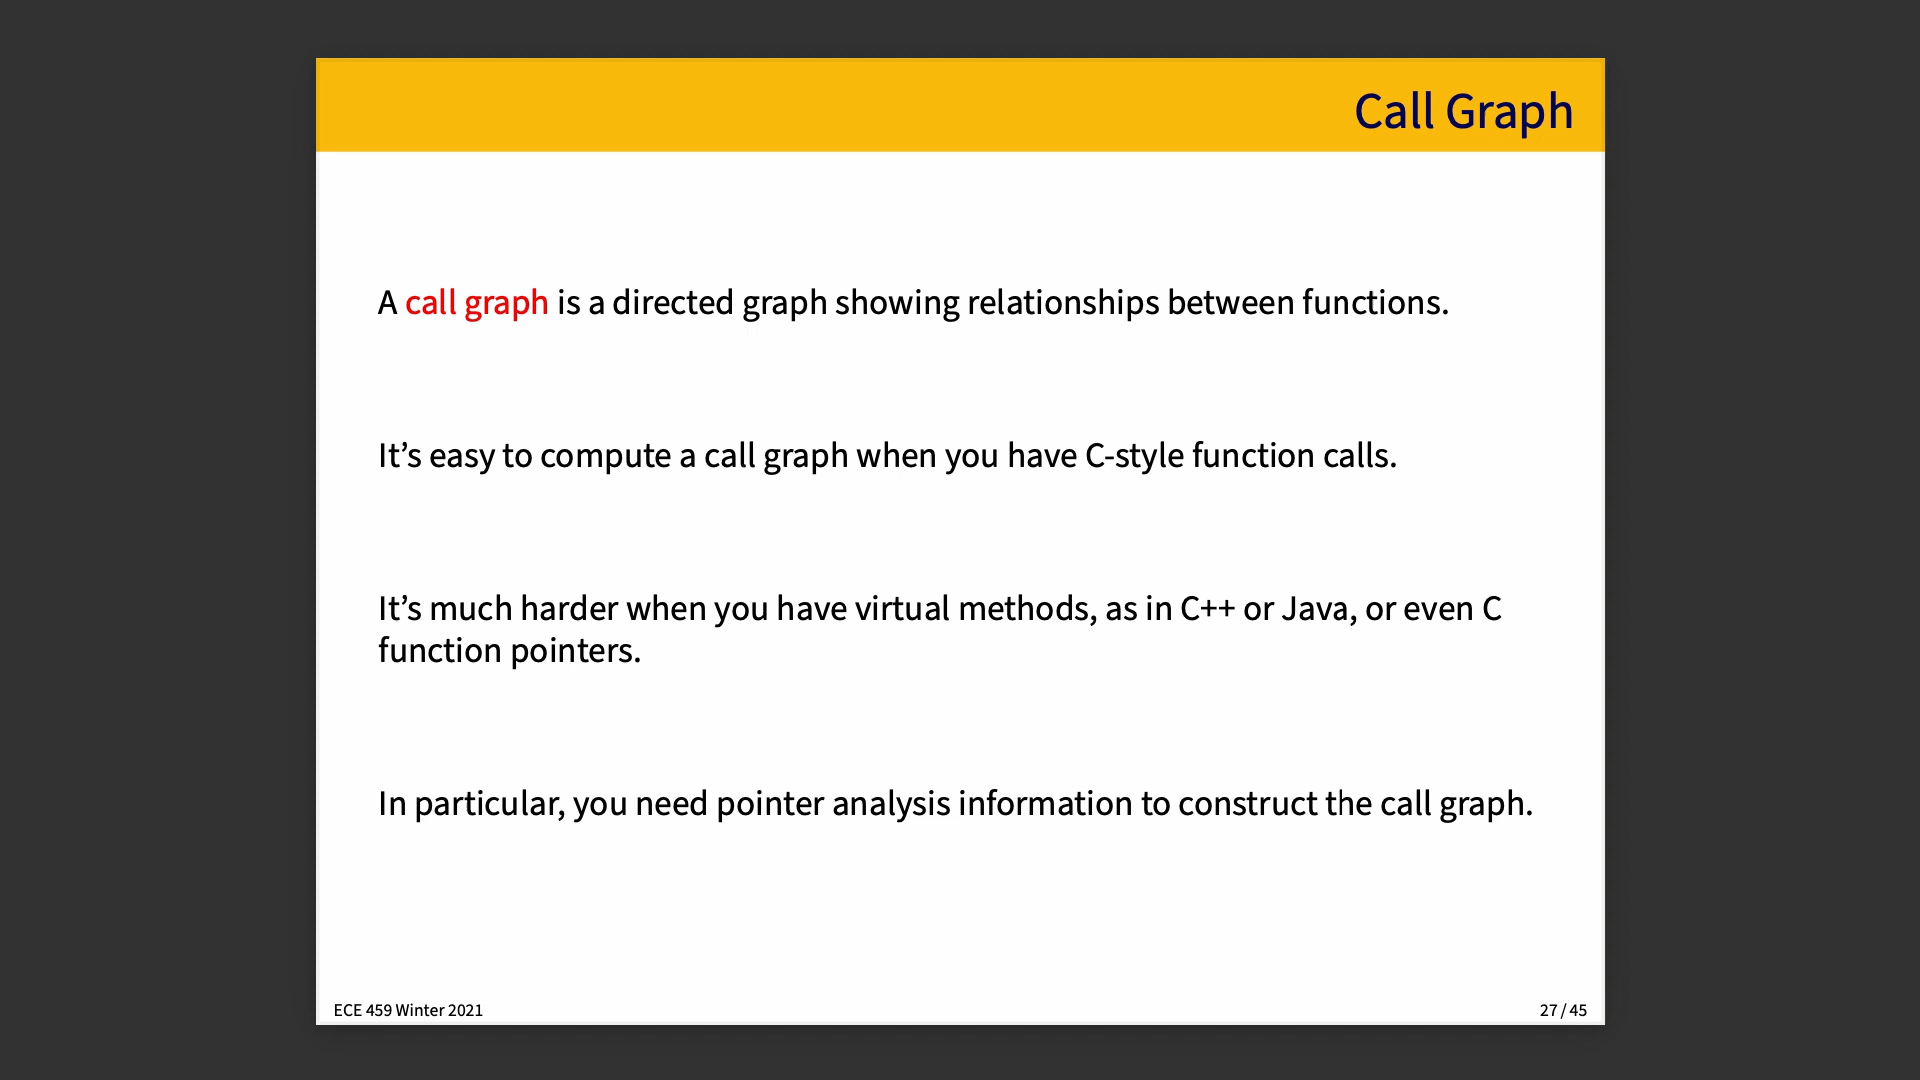 Call Graph
A call graph is a directed graph showing relationships between functions.
It’s easy to compute a call graph when you have C-style function calls.
It’s much harder when you have virtual methods, as in C++ or Java, or even C
function pointers.
In particular, you need pointer analysis information to construct the call graph.
ECE 459 Winter 2021
27 / 45